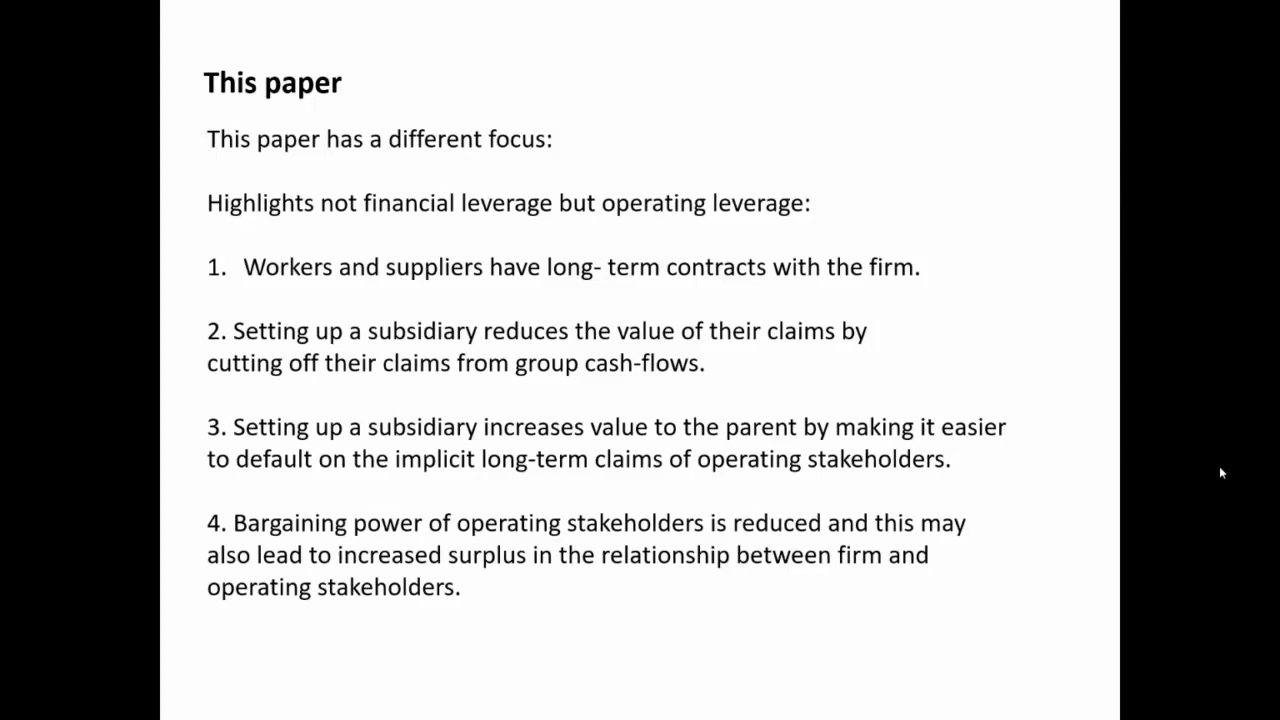 This paper
This paper has a different focus:
Highlights not financial leverage but operating leverage:
1. Workers and suppliers have long- term contracts with the firm.
2. Setting up a subsidiary reduces the value of their claims by
cutting off their claims from group cash-flows.
3. Setting up a subsidiary increases value to the parent by making it easier
to default on the implicit long-term claims of operating stakeholders.
4. Bargaining power of operating stakeholders is reduced and this may
also lead to increased surplus in the relationship between firm and
operating stakeholders.